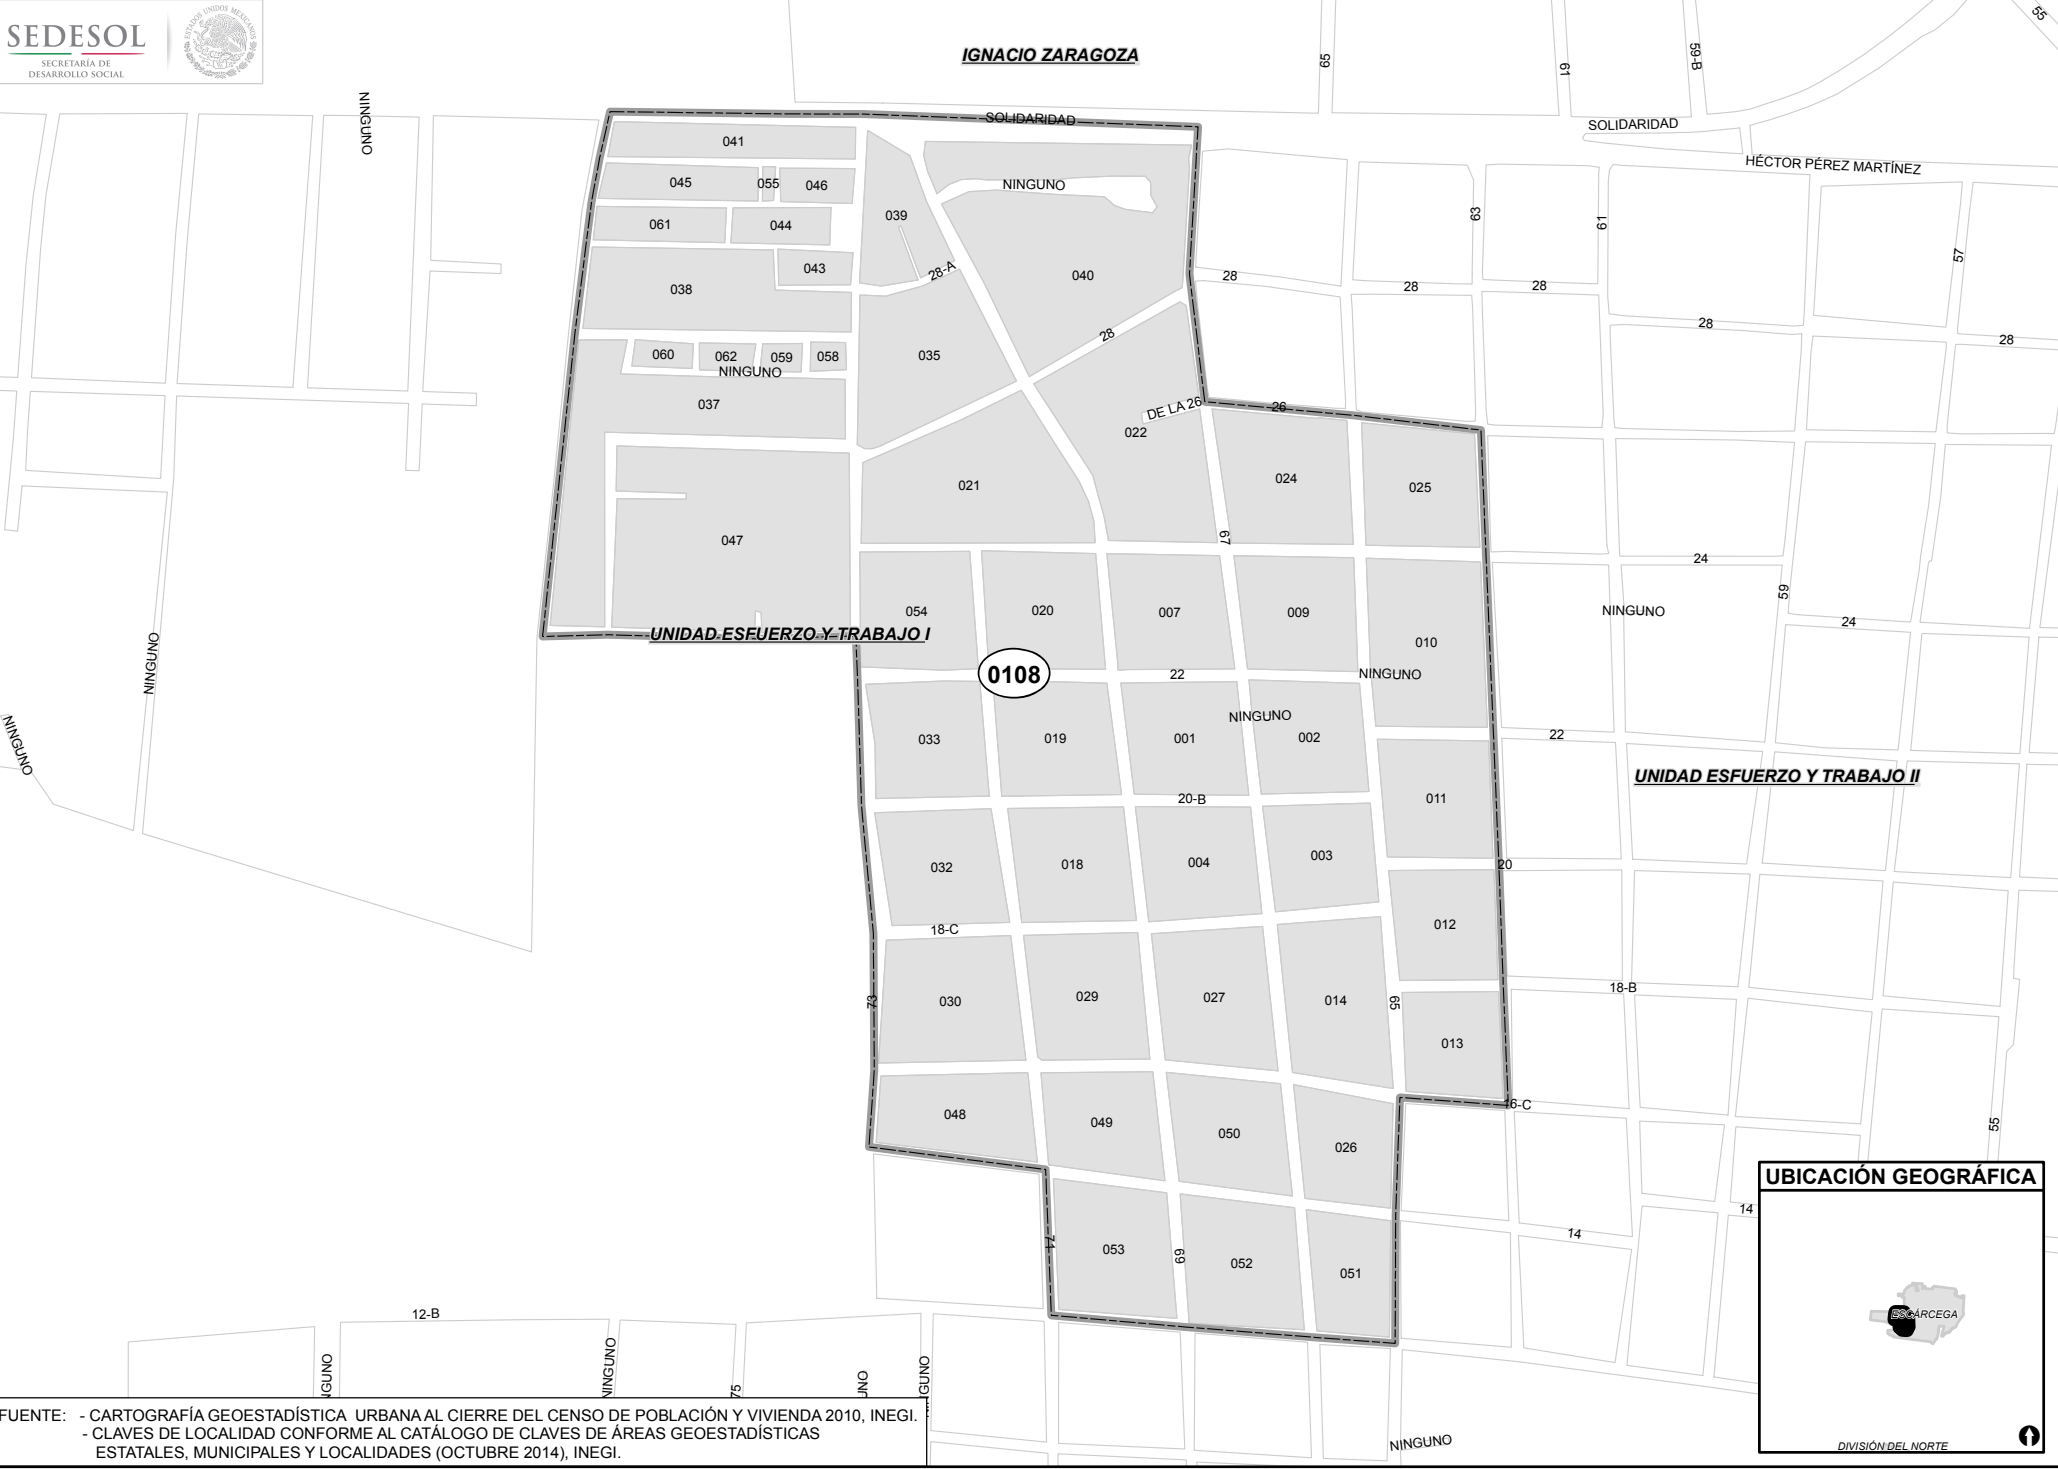 SEDESOL
SECRETARÍA DE
DESARROLLO SOCIAL
ESTADOS UNIDOS MEXICANOS
IGNACIO ZARAGOZA
65
61
59-B
55
NINGUNO
SOLIDARIDAD
SOLIDARIDAD
HÉCTOR PÉREZ MARTÍNEZ
041
045
055
046
NINGUNO
039
061
044
63
61
57
043
28-A
040
28
28
28
038
28
28
28
060
062
059
058
035
NINGUNO
037
DE LA 26
26
022
021
024
025
047
67
24
59
054
020
007
009
NINGUNO
24
UNIDAD ESFUERZO Y TRABAJO I
010
NINGUNO
0108
22
NINGUNO
NINGUNO
033
019
001
NINGUNO
002
22
UNIDAD ESFUERZO Y TRABAJO II
20-B
011
032
018
004
003
20
18-C
012
73
030
029
027
014
65
18-B
013
048
049
050
026
16-C
55
71
053
69
052
051
14
14
12-B
NGUNO
NINGUNO
75
UNO
GUNO
NINGUNO
UBICACIÓN GEOGRÁFICA
ESCÁRCEGA
DIVISIÓN DEL NORTE
FUENTE: - CARTOGRAFÍA GEOESTADÍSTICA URBANA AL CIERRE DEL CENSO DE POBLACIÓN Y VIVIENDA 2010, INEGI.
- CLAVES DE LOCALIDAD CONFORME AL CATÁLOGO DE CLAVES DE ÁREAS GEOESTADÍSTICAS
ESTATALES, MUNICIPALES Y LOCALIDADES (OCTUBRE 2014), INEGI.